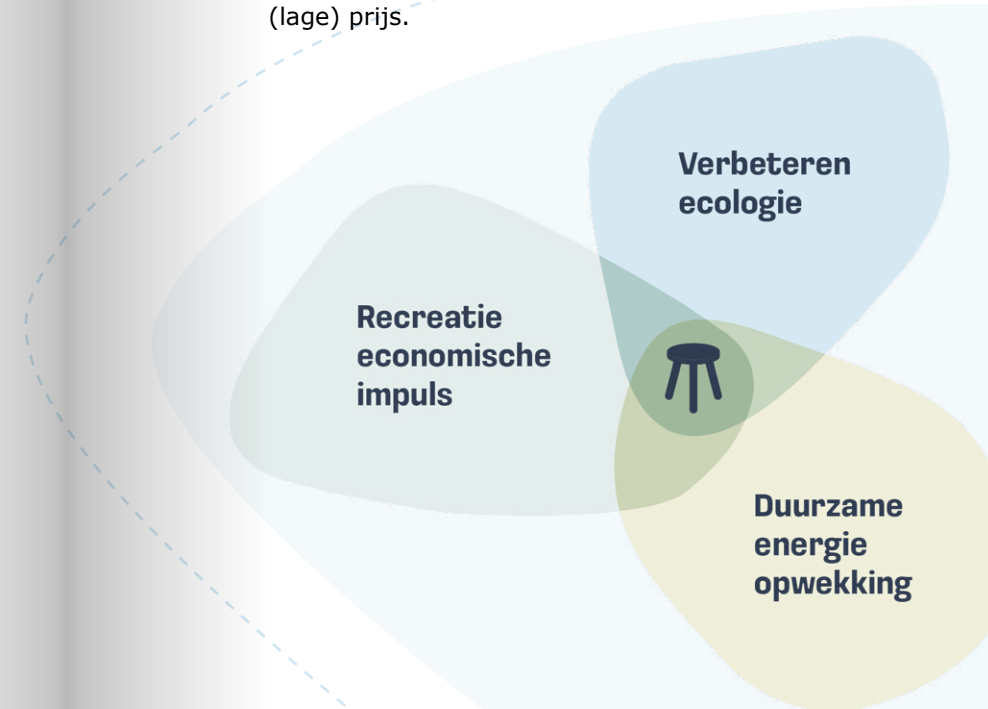 (lage) prijs.
Verbeteren
ecologie
Recreatie
economische
impuls
Duurzame
energie
opwekking